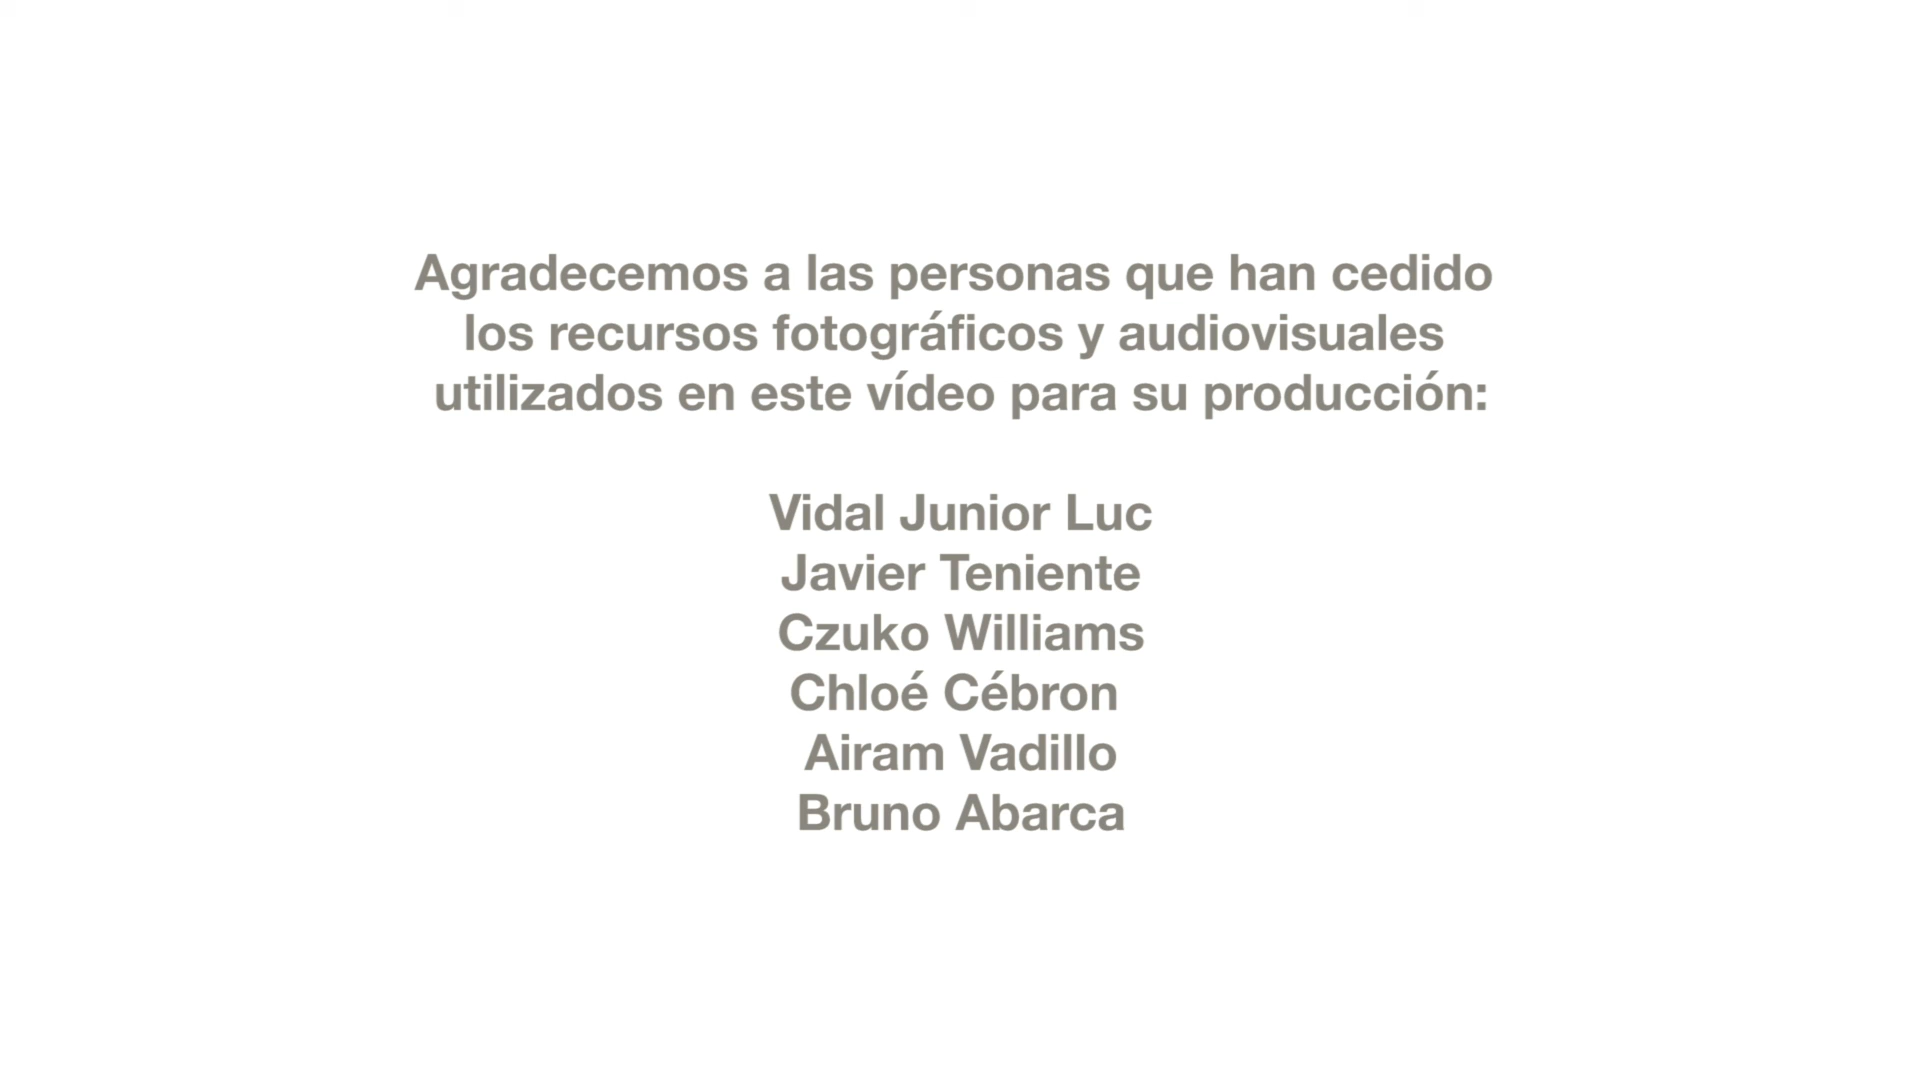 Agradecemos a las personas que han cedido
los recursos fotográficos y audiovisuales
utilizados en este vídeo para su producción:
Vidal Junior Luc
Javier Teniente
Czuko Williams
Chloé Cébron
Airam Vadillo
Bruno Abarca